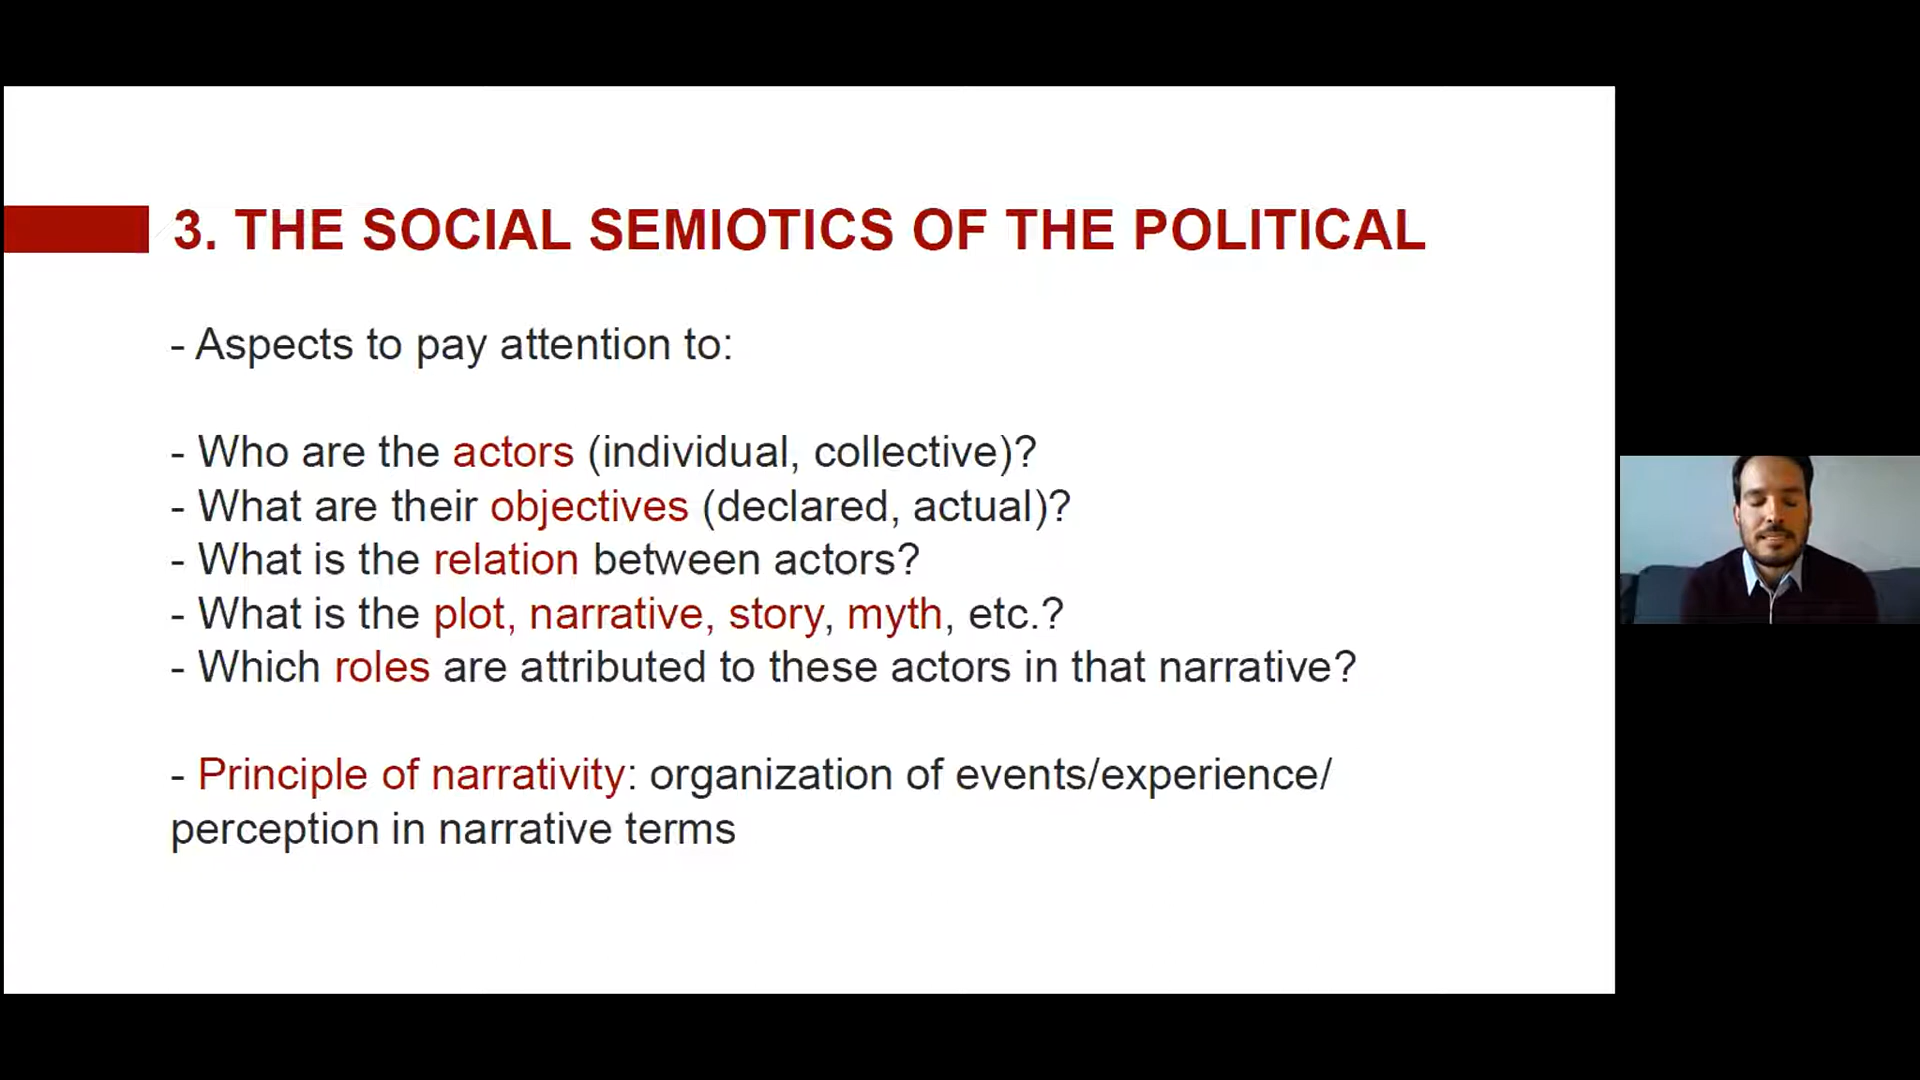 3. THE SOCIAL SEMIOTICS OF THE POLITICAL
- Aspects to pay attention to:
- Who are the actors (individual, collective)?
- What are their objectives (declared, actual)?
- What is the relation between actors?
- What is the plot, narrative, story, myth, etc.?
- Which roles are attributed to these actors in that narrative?
- Principle of narrativity: organization of events/experience/
perception in narrative terms